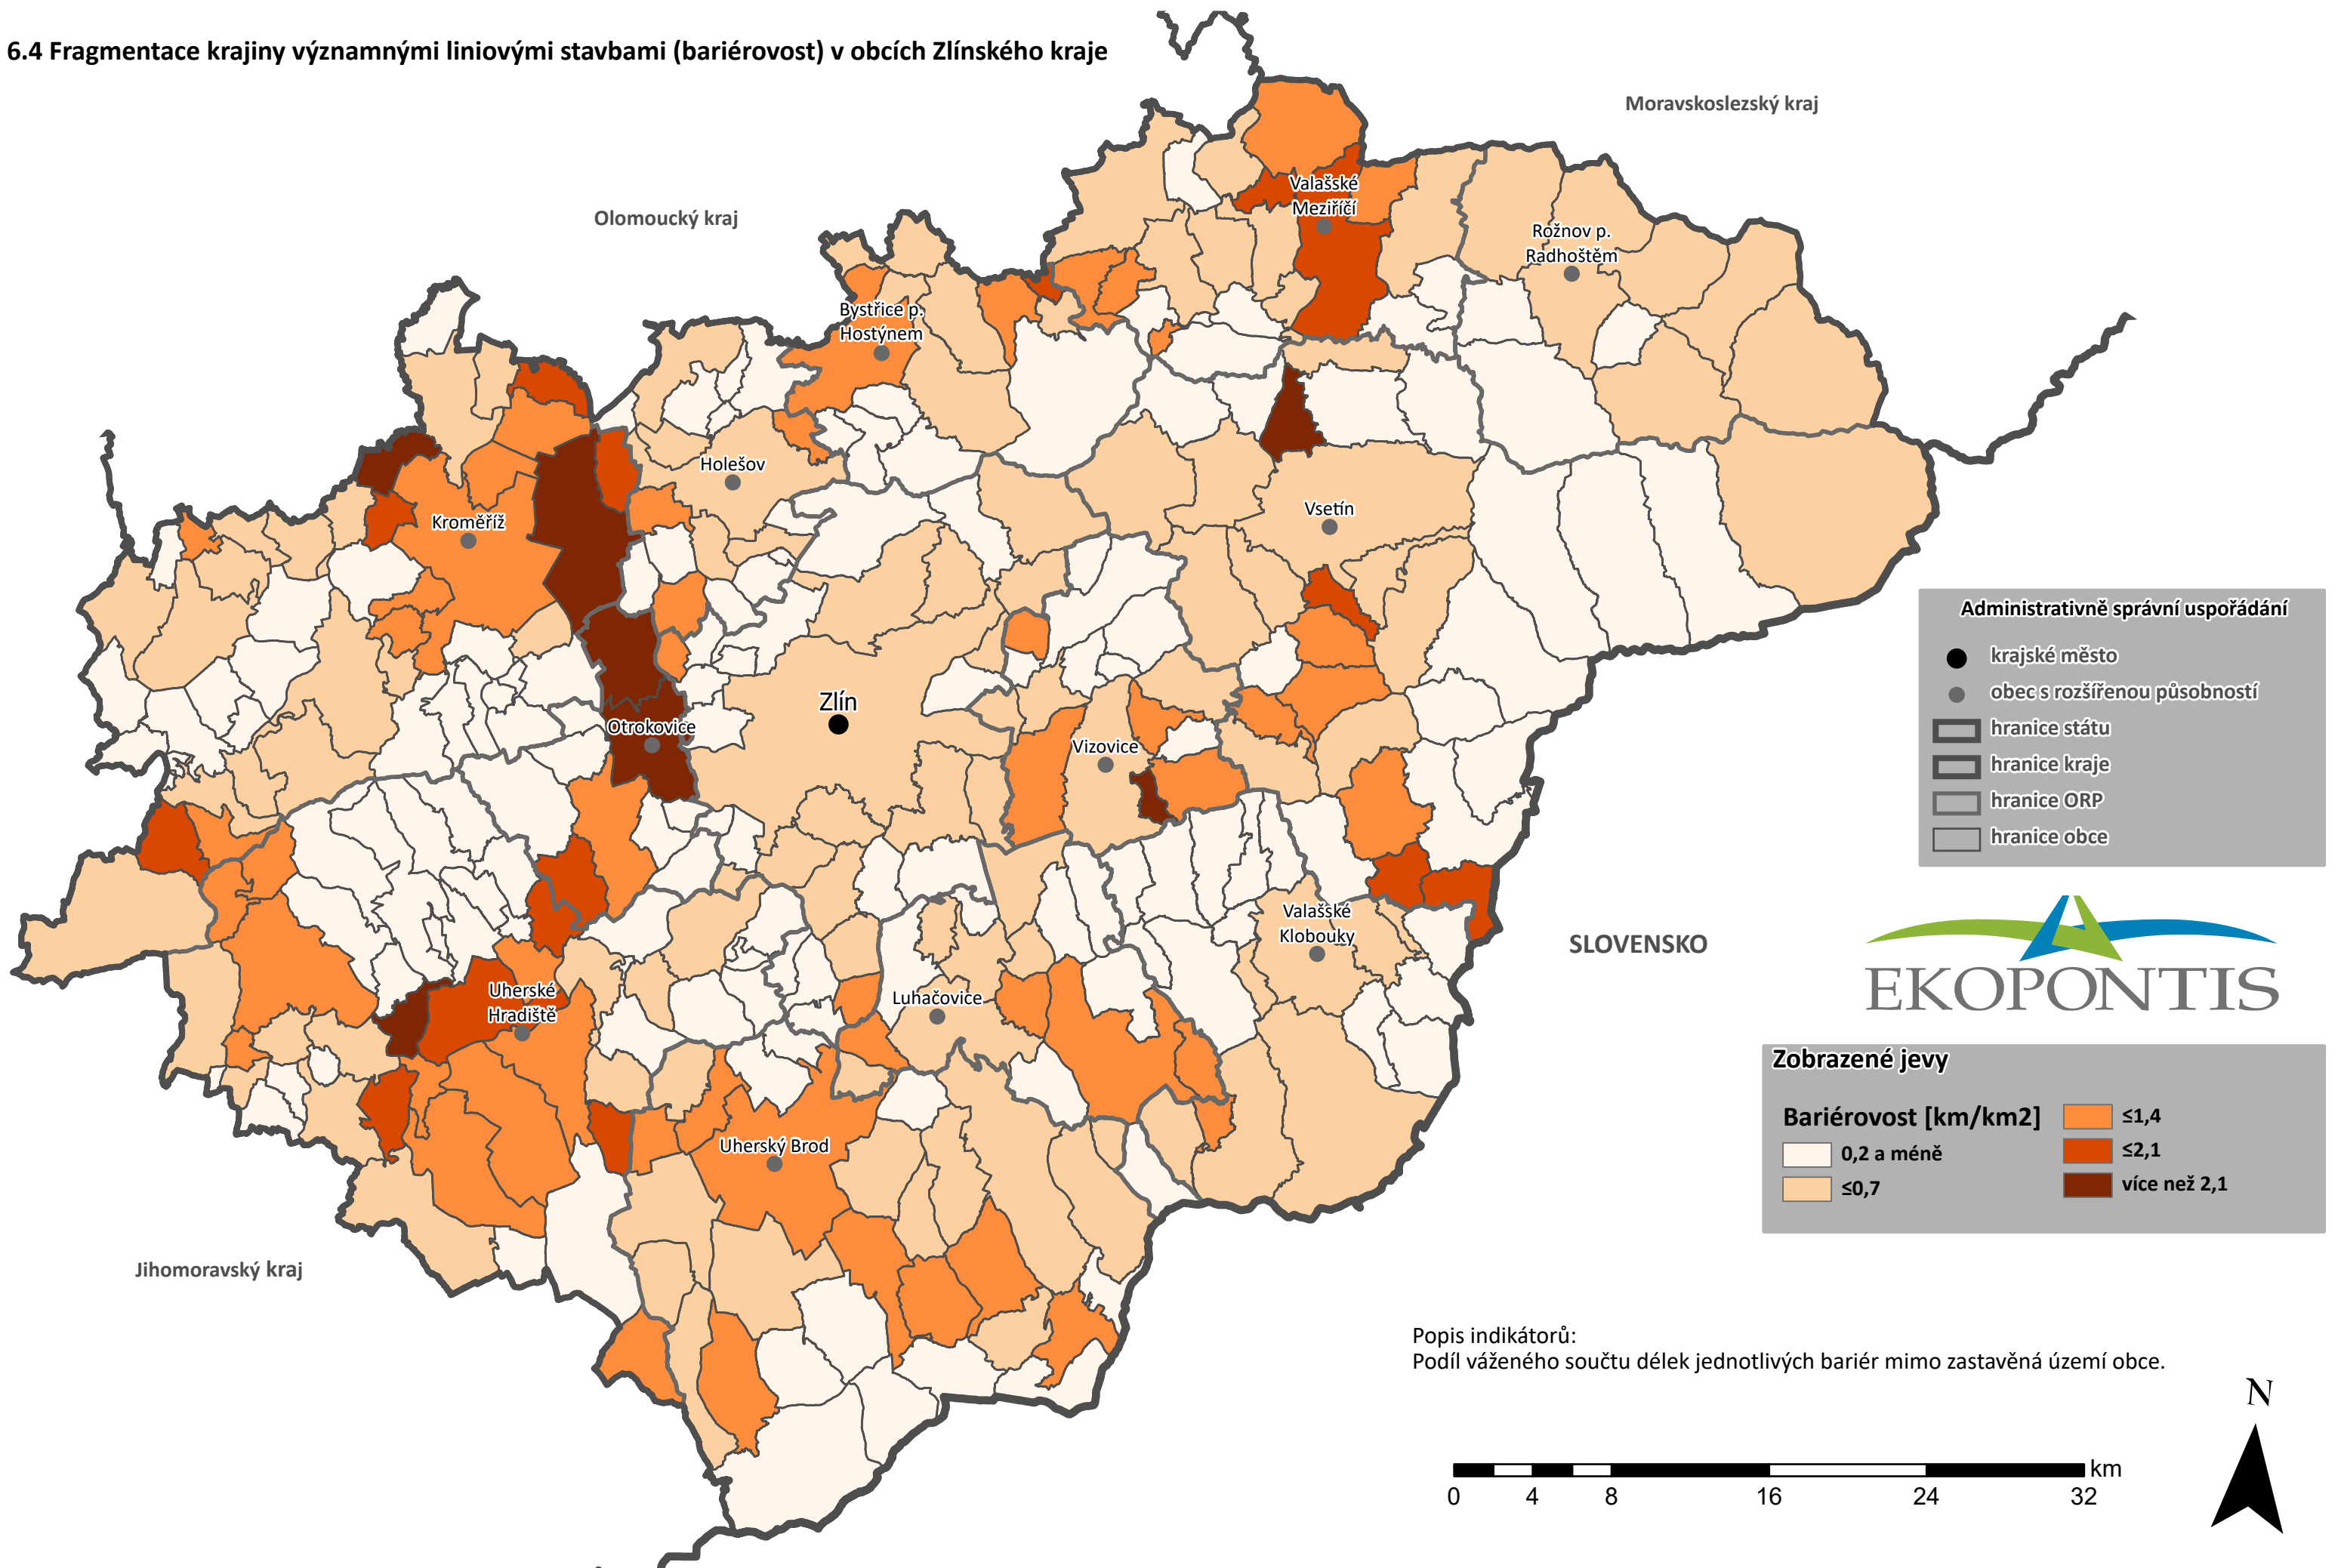 6.4 Fragmentace krajiny významnými liniovými stavbami (bariérovost) v obcích Zlínského kraje
Moravskoslezský kraj
Olomoucký kraj
Valašské
Meziříčí
Rožnov p.
Radhoštěm
Bystřice p.
Hostýnem
Holešov
Kroměříž
Vsetín
Zlín
Otrokovice
Vizovice
Valašské
Klobouky
SLOVENSKO
Uherské
Hradiště
Luhačovice
Uherský Brod
Jihomoravský kraj
Administrativně správní uspořádání
krajské město
obec s rozšířenou působností
hranice státu
hranice kraje
hranice ORP
hranice obce
EKOPONTIS
Zobrazené jevy
Bariérovost [km/km2]
0,2 a méně
≤0,7
≤1,4
≤2,1
více než 2,1
Popis indikátorů:
Podíl váženého součtu délek jednotlivých bariér mimo zastavěná území obce.
N
km
0 4 8 16 24 32